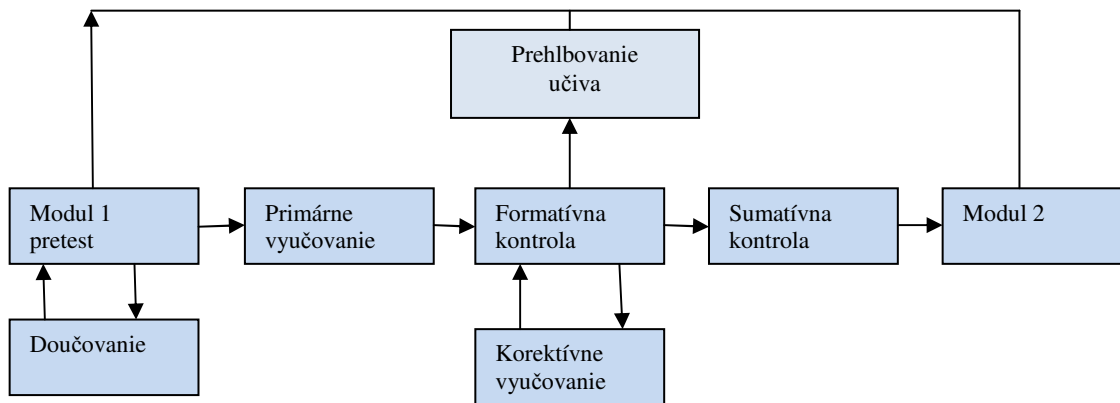 Prehlbovanie
učiva
Modul 1
pretest
Primárne
vyučovanie
Formatívna
kontrola
Sumatívna
kontrola
Modul 2
Doučovanie
Korektívne
vyučovanie